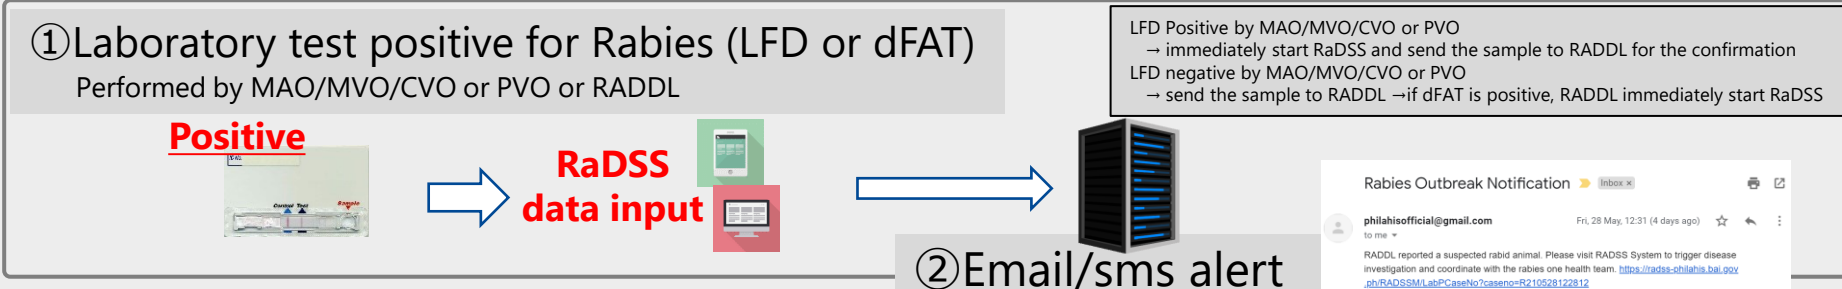 ①Laboratory test positive for Rabies (LFD or dFAT)
Performed by MAO/MVO/CVO or PVO or RADDL
LFD Positive by MAO/MVO/CVO or PVO
→ immediately start RaDSS and send the sample to RADDL for the confirmation
LFD negative by MAO/MVO/CVO or PVO
→ send the sample to RADDL →if dFAT is positive, RADDL immediately start RaDSS
Positive
Control Test Sample
RaDSS
data input
②Email/sms alert
Rabies Outbreak Notification Inbox ×
philahisofficial@gmail.com Fri, 28 May, 12:31 (4 days ago)
to me
RADDL reported a suspected rabid animal. Please visit RADSS System to trigger disease
investigation and coordinate with the rabies one health team. https://radss-philahis.bai.gov
.ph/RADSSM/LabPCaseNo?caseno=R210528122812